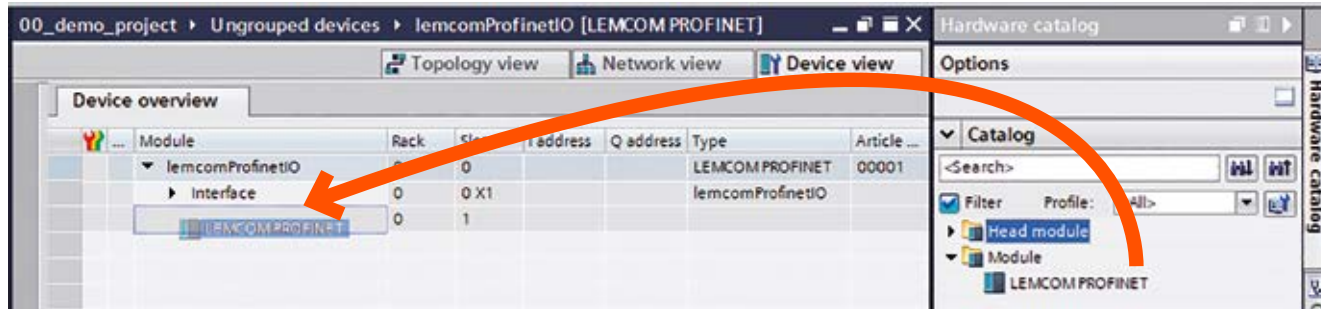 00_demo_project ▸ Ungrouped devices ▸ lemcomProfinetIO [LEMCOM PROFINET]
Topology view Network view Device view
Device overview
... Module Rack address Q address Type Article ...
lemcomProfinetIO 0 LEMCOM PROFINET 00001
Interface 0 0 X1 lemcomProfinetIO
LEMCOM PROFINET 0 1
Hardware catalog
Options
Catalog
<Search>
Filter Profile: All>
Head module
Module
LEMCOM PROFINET
Hardware catalog